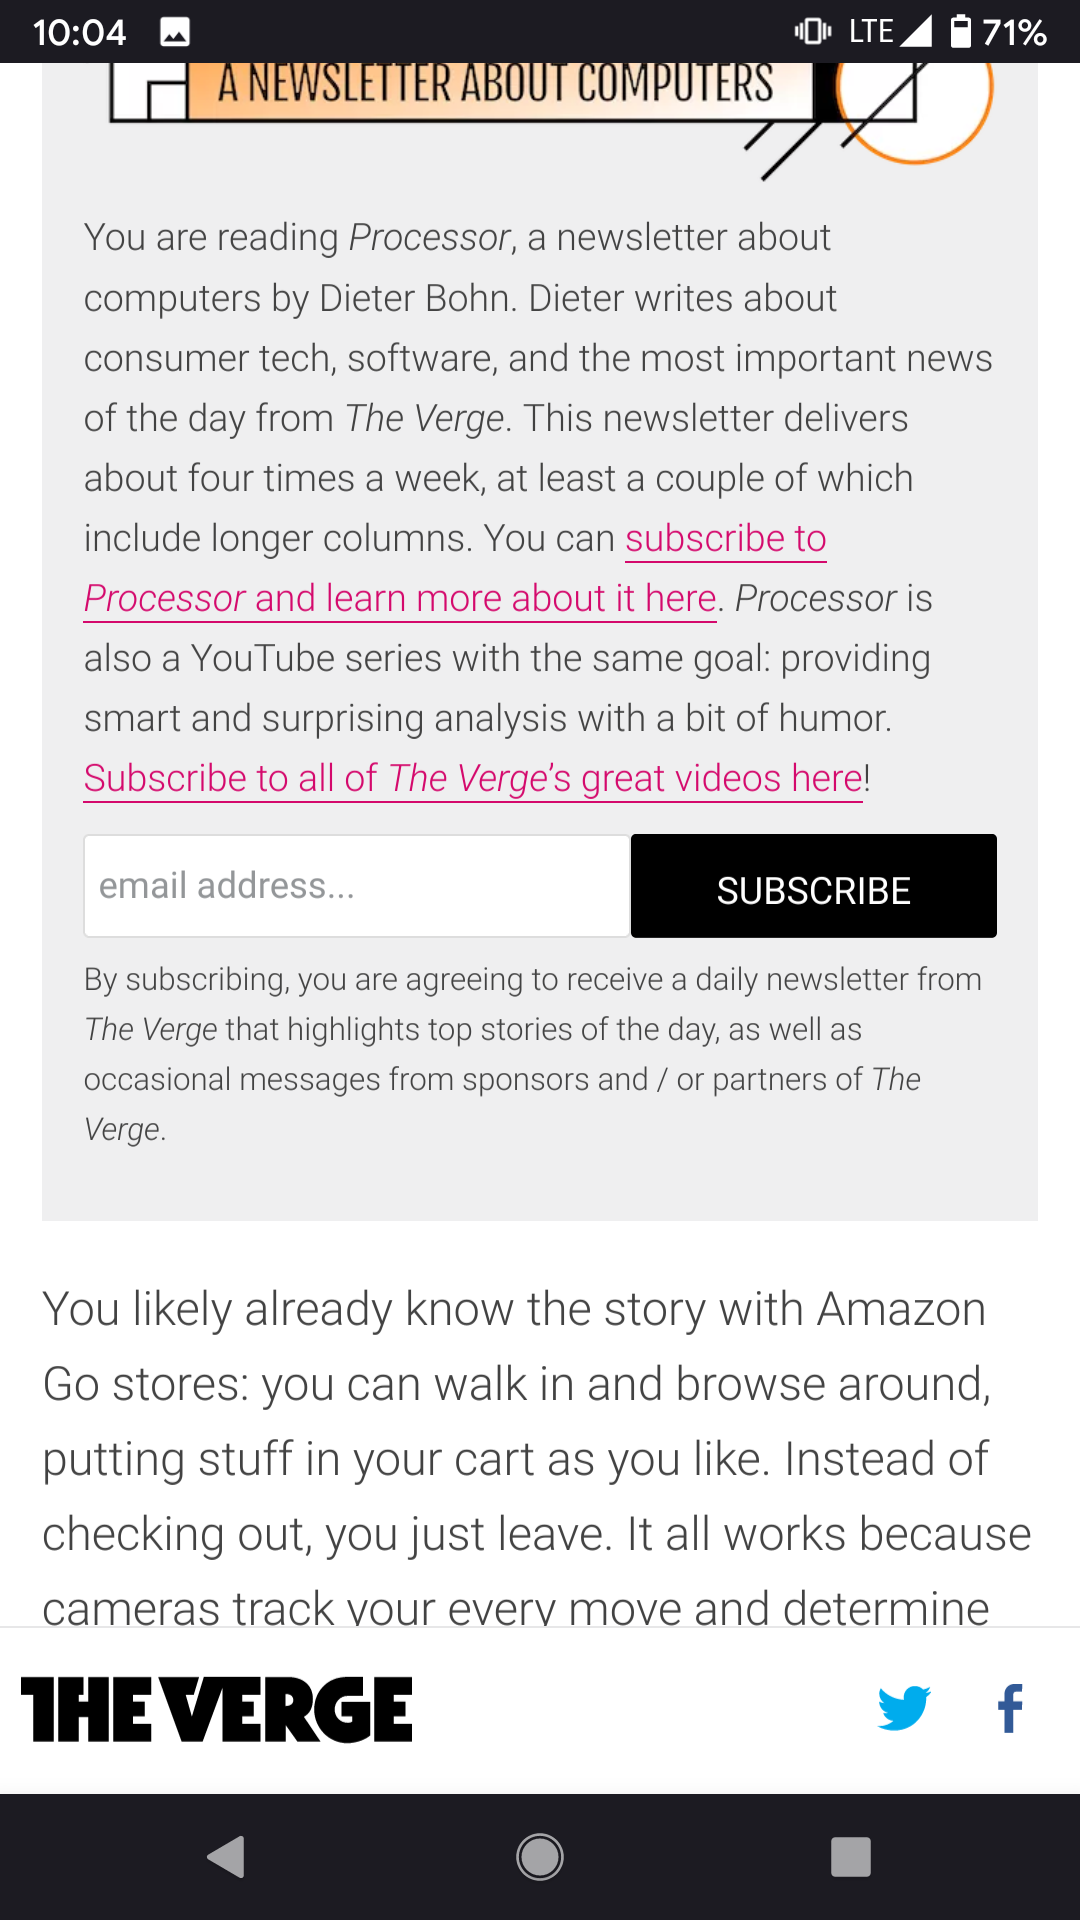 10:04 LTE 71%
A NEWSLETTER ABOUT COMPUTERS
You are reading Processor, a newsletter about
computers by Dieter Bohn. Dieter writes about
consumer tech, software, and the most important news
of the day from The Verge. This newsletter delivers
about four times a week, at least a couple of which
include longer columns. You can subscribe to
Processor and learn more about it here. Processor is
also a YouTube series with the same goal: providing
smart and surprising analysis with a bit of humor.
Subscribe to all of The Verge’s great videos here!
email address... SUBSCRIBE
By subscribing, you are agreeing to receive a daily newsletter from
The Verge that highlights top stories of the day, as well as
occasional messages from sponsors and / or partners of The
Verge.
You likely already know the story with Amazon
Go stores: you can walk in and browse around,
putting stuff in your cart as you like. Instead of
checking out, you just leave. It all works because
cameras track your every move and determine
THE VERGE